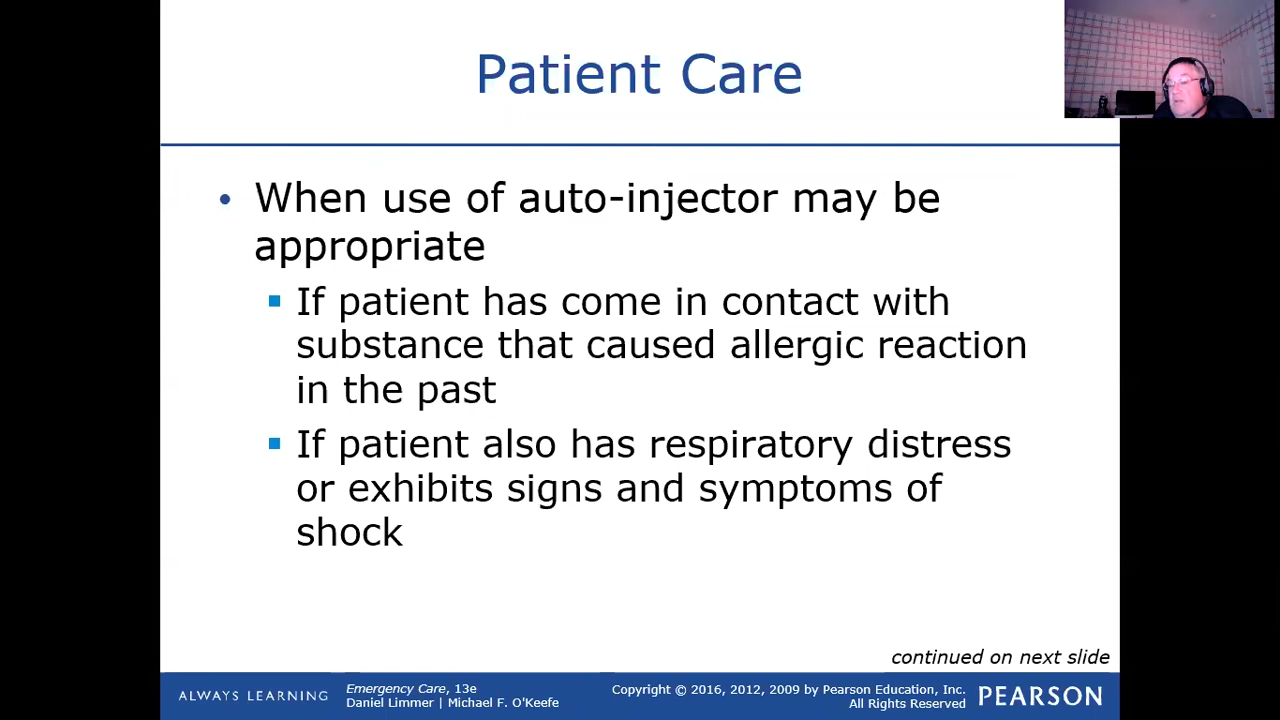 Patient Care
• When use of auto-injector may be
appropriate
▪ If patient has come in contact with
substance that caused allergic reaction
in the past
▪ If patient also has respiratory distress
or exhibits signs and symptoms of
shock
continued on next slide
ALWAYS LEARNING
Emergency Care, 13e
Daniel Limmer | Michael F. O'Keefe
Copyright © 2016, 2012, 2009 by Pearson Education, Inc.
All Rights Reserved
PEARSON